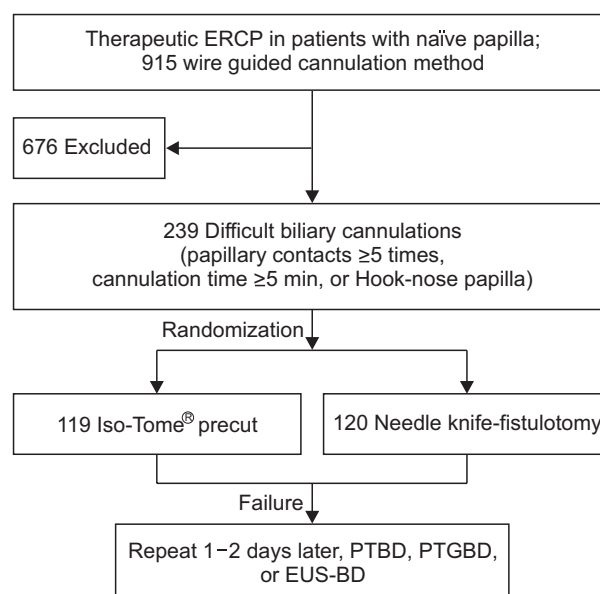 Therapeutic ERCP in patients with naïve papilla;
915 wire guided cannulation method
676 Excluded
239 Difficult biliary cannulations
(papillary contacts ≥5 times,
cannulation time ≥5 min, or Hook-nose papilla)
Randomization
119 Iso-Tome® precut
120 Needle knife-fistulotomy
Failure
Repeat 1−2 days later, PTBD, PTGBD,
or EUS-BD